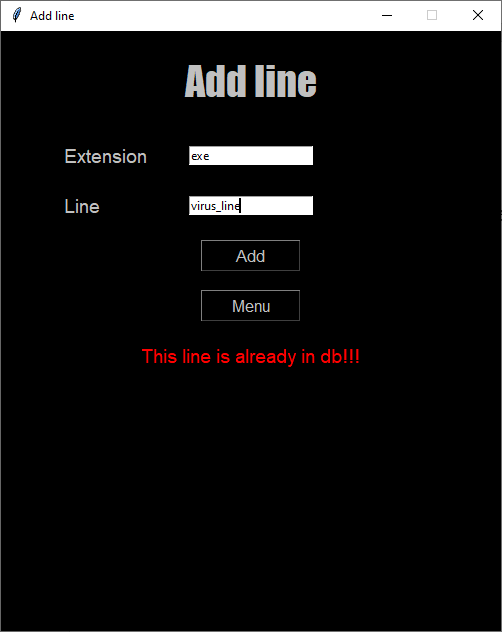 Add line
Add line
Extension exe
Line virus_line
Add
Menu
This line is already in db!!!